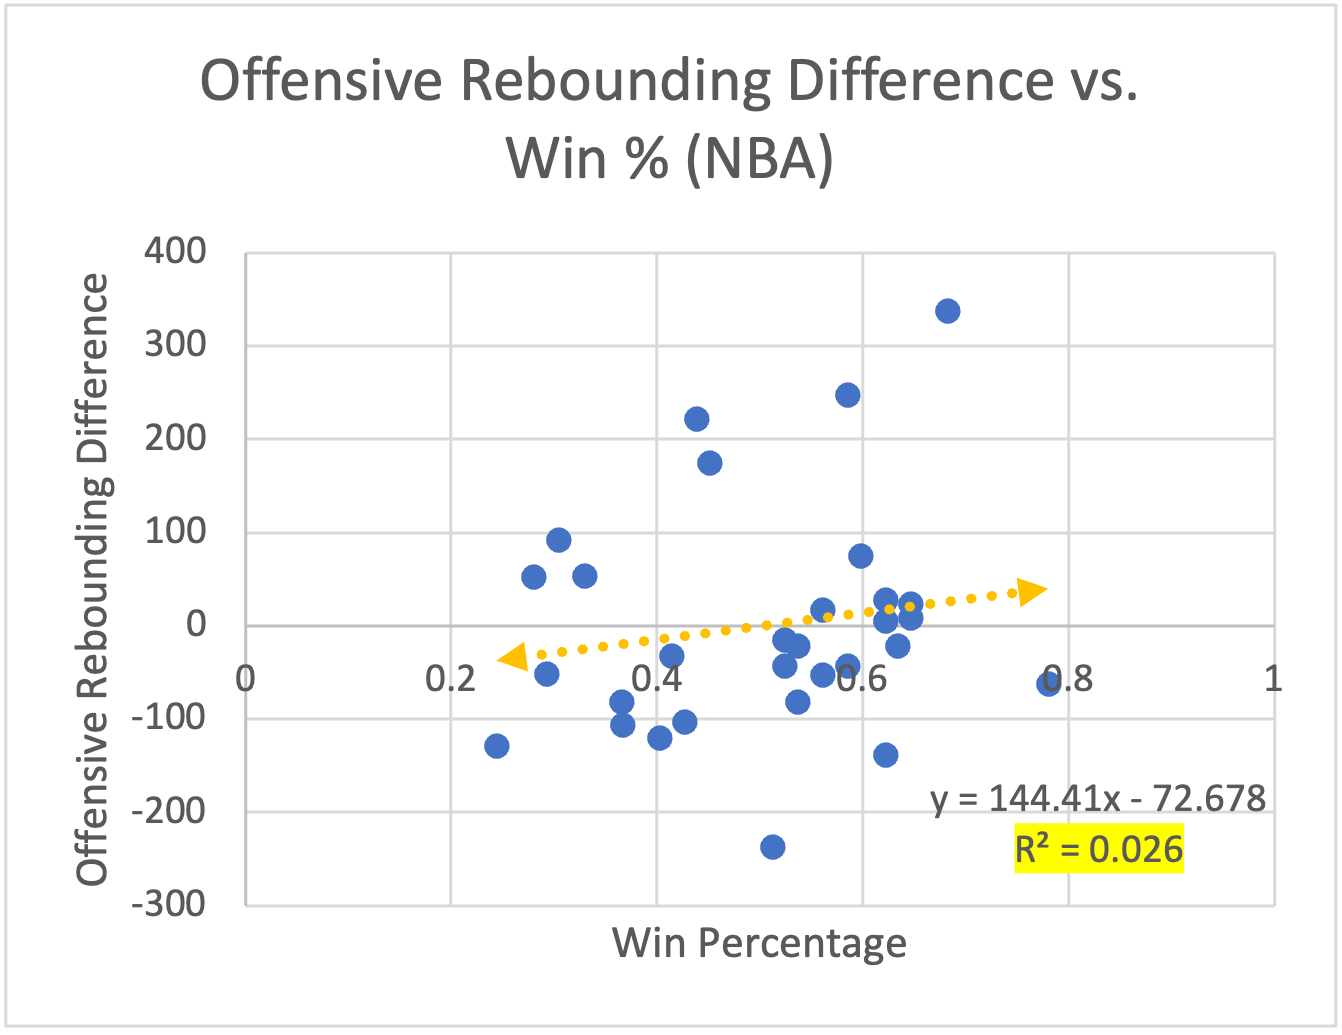 Offensive Rebounding Difference vs.
Win % (NBA)
Offensive Rebounding Difference
400
300
200
100
0
-100
-200
-300
0
0.2
0.4
0.6
0.8
1
y = 144.41x - 72.678
R² = 0.026
Win Percentage